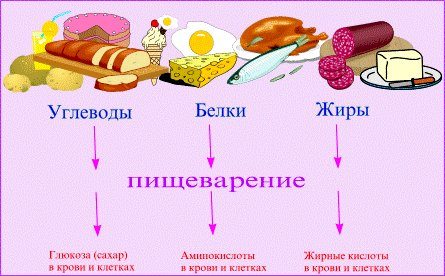 Углеводы Белки Жиры
пищеварение
Глюкоза (сахар) Аминокислоты Жирные кислоты
в крови и клетках в крови и клетках в крови и клетках